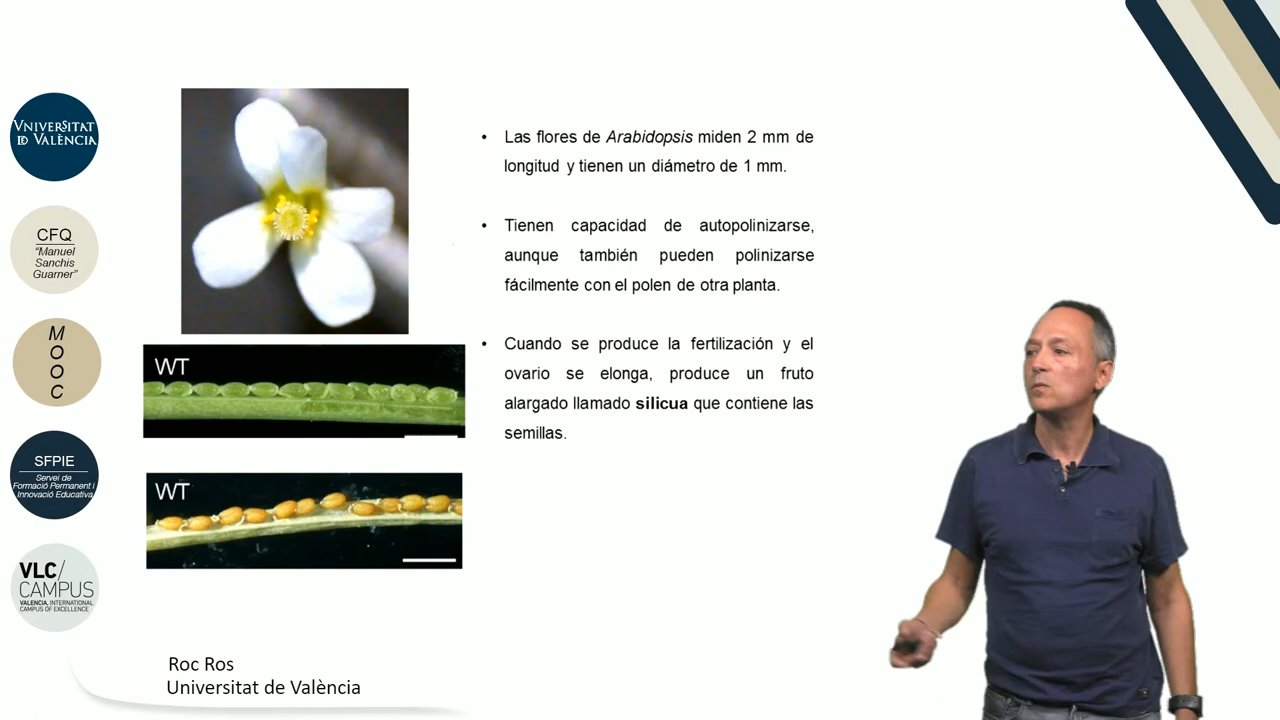 VNIVERSITAT
ID VALÈNCIA
CFQ
“Manuel
Sanchis
Guarner”
M
O
O
C
SFPIE
Servei de
Formació Permanent i
Innovació Educativa
VLC/
CAMPUS
VALENCIA, INTERNATIONAL
CAMPUS OF EXCELLENCE
WT
WT
• Las flores de Arabidopsis miden 2 mm de
longitud y tienen un diámetro de 1 mm.
• Tienen capacidad de autopolinizarse,
aunque también pueden polinizarse
fácilmente con el polen de otra planta.
• Cuando se produce la fertilización y el
ovario se elonga, produce un fruto
alargado llamado silicua que contiene las
semillas.
Roc Ros
Universitat de València